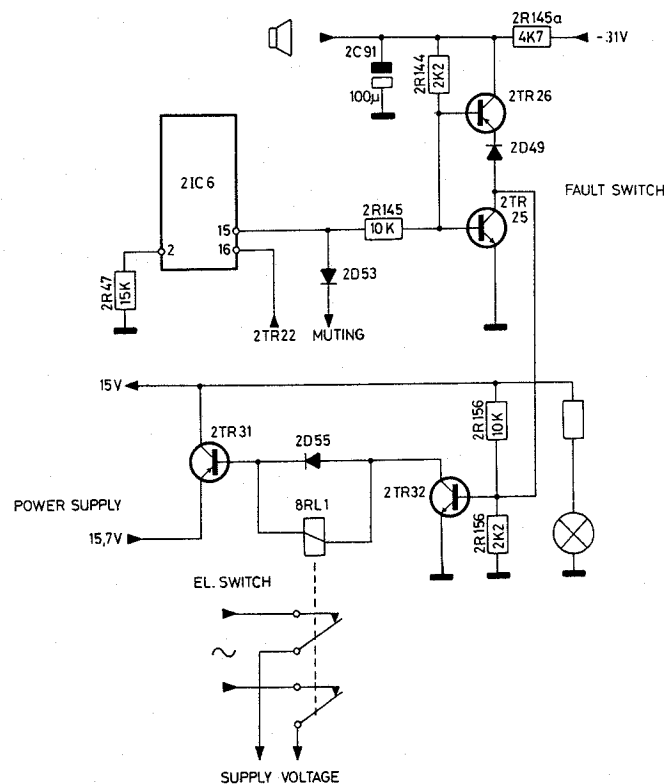 2R145a
4K7
-31V
2C91
100µ
2R144
2K2
2TR26
2D49
FAULT SWITCH
2IC6
15
16
2
2R145
10K
2TR
25
2R47
15K
2D53
2TR22
MUTING
15V
2TR31
2D55
2R156
10K
2TR32
POWER SUPPLY
8RL1
2R156
2K2
15,7V
EL. SWITCH
SUPPLY VOLTAGE